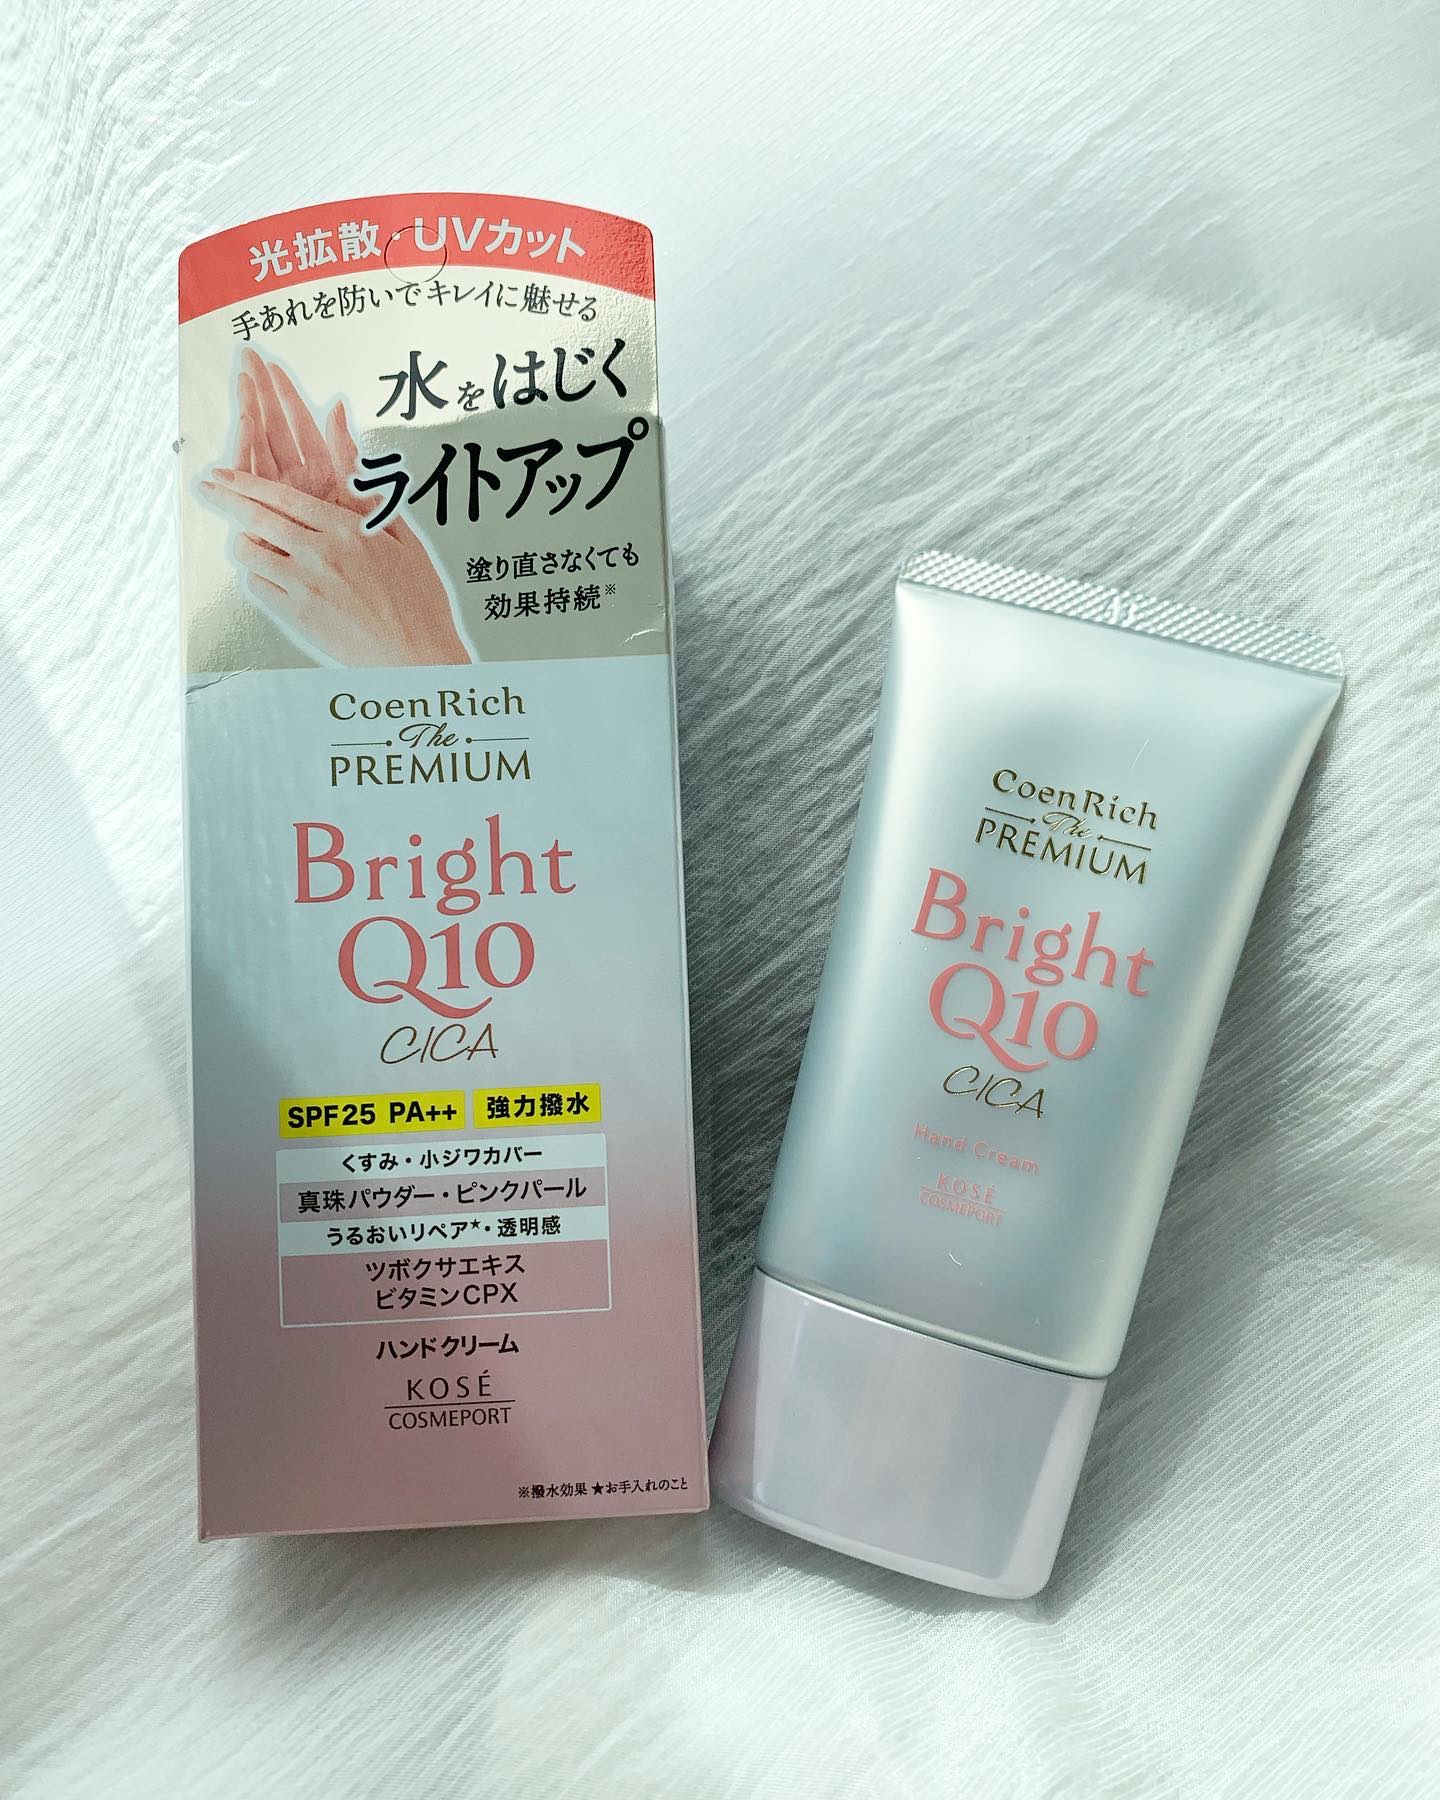 光拡散・UVカット
手あれを防いでキレイに魅せる
水をはじく
ライトアップ
塗り直さなくても
効果持続※
CoenRich
The
PREMIUM
Bright
Q10
CICA
SPF25 PA++ 強力撥水
くすみ・小ジワカバー
真珠パウダー・ピンクパール
うるおいリペア★・透明感
ツボクサエキス
ビタミンCPX
ハンドクリーム
KOSÉ
COSMEPORT
※撥水効果 ★お手入れのこと
CoenRich
The
PREMIUM
Bright
Q10
CICA
Hand Cream
KOSÉ
COSMEPORT